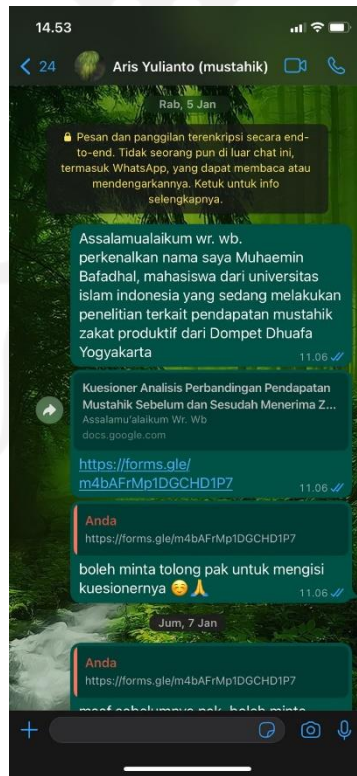 14.53
24
Aris Yulianto (mustahik)
Rab, 5 Jan
Pesan dan panggilan terenkripsi secara end-
to-end. Tidak seorang pun di luar chat ini,
termasuk WhatsApp, yang dapat membaca atau
mendengarkannya. Ketuk untuk info
selengkapnya.
Assalamualaikum wr. wb.
perkenalkan nama saya Muhaemin
Bafadhal, mahasiswa dari universitas
islam indonesia yang sedang melakukan
penelitian terkait pendapatan mustahik
zakat produktif dari Dompet Dhuafa
Yogyakarta
11.06
Kuesioner Analisis Perbandingan Pendapatan
Mustahik Sebelum dan Sesudah Menerima Z...
Assalamu'alaikum Wr. Wb
docs.google.com
https://forms.gle/
m4bAFrMp1DGCHD1P7
11.06
Anda
https://forms.gle/m4bAFrMp1DGCHD1P7
boleh minta tolong pak untuk mengisi
kuesionernya ☺️🙏
11.06
Jum, 7 Jan
Anda
https://forms.gle/m4bAFrMp1DGCHD1P7
maaf sebelumnya pak, boleh minta